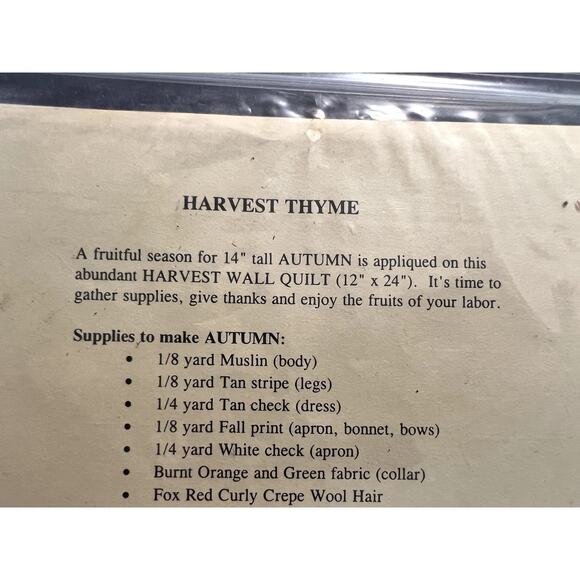 HARVEST THYME
A fruitful season for 14" tall AUTUMN is appliqued on this
abundant HARVEST WALL QUILT (12" x 24"). It's time to
gather supplies, give thanks and enjoy the fruits of your labor.
Supplies to make AUTUMN:
• 1/8 yard Muslin (body)
• 1/8 yard Tan stripe (legs)
• 1/4 yard Tan check (dress)
• 1/8 yard Fall print (apron, bonnet, bows)
• 1/4 yard White check (apron)
• Burnt Orange and Green fabric (collar)
• Fox Red Curly Crepe Wool Hair